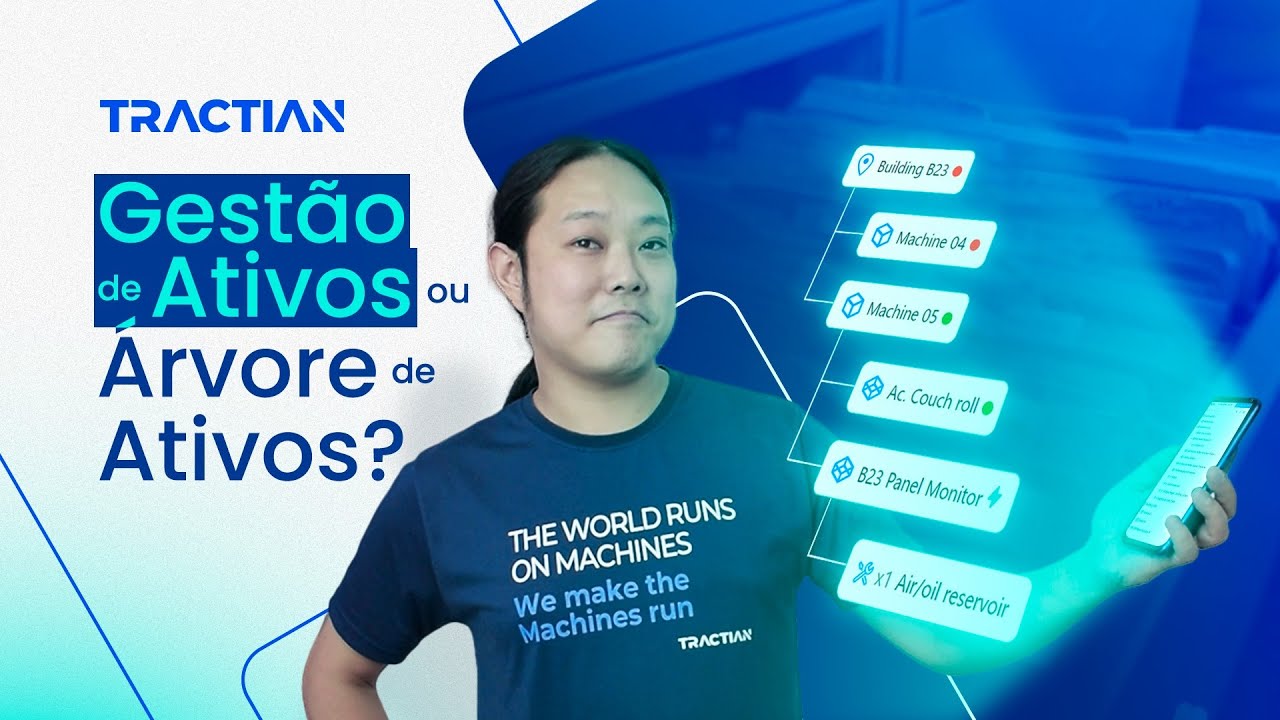 TRACTIAN
Gestão
de Ativos ou
Árvore de
Ativos?
Building B23
Machine 04
Machine 05
Ac. Couch roll
B23 Panel Monitor
x1 Air/oil reservoir
THE WORLD RUNS
ON MACHINES
We make the
Machines run
TRACTIAN